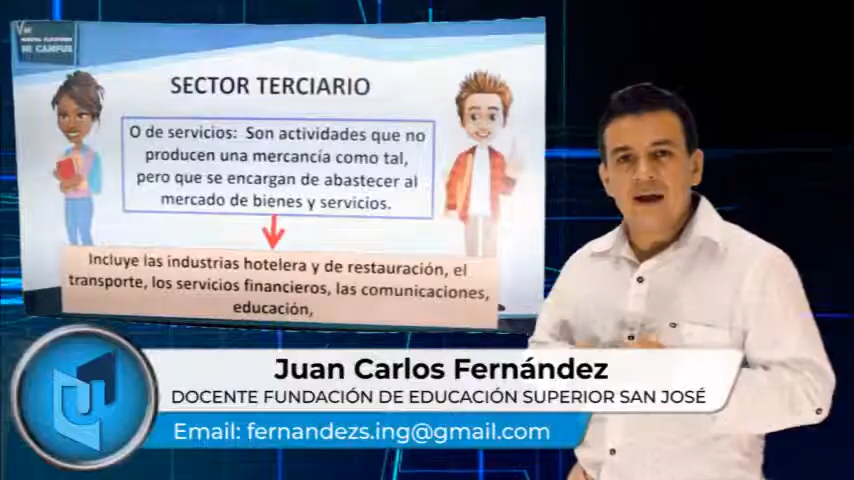 MI CAMPUS
SECTOR TERCIARIO
O de servicios: Son actividades que no
producen una mercancía como tal,
pero que se encargan de abastecer al
mercado de bienes y servicios.
Incluye las industrias hotelera y de restauración, el
transporte, los servicios financieros, las comunicaciones,
educación,
Juan Carlos Fernández
DOCENTE FUNDACIÓN DE EDUCACIÓN SUPERIOR SAN JOSÉ
Email: fernandezs.ing@gmail.com